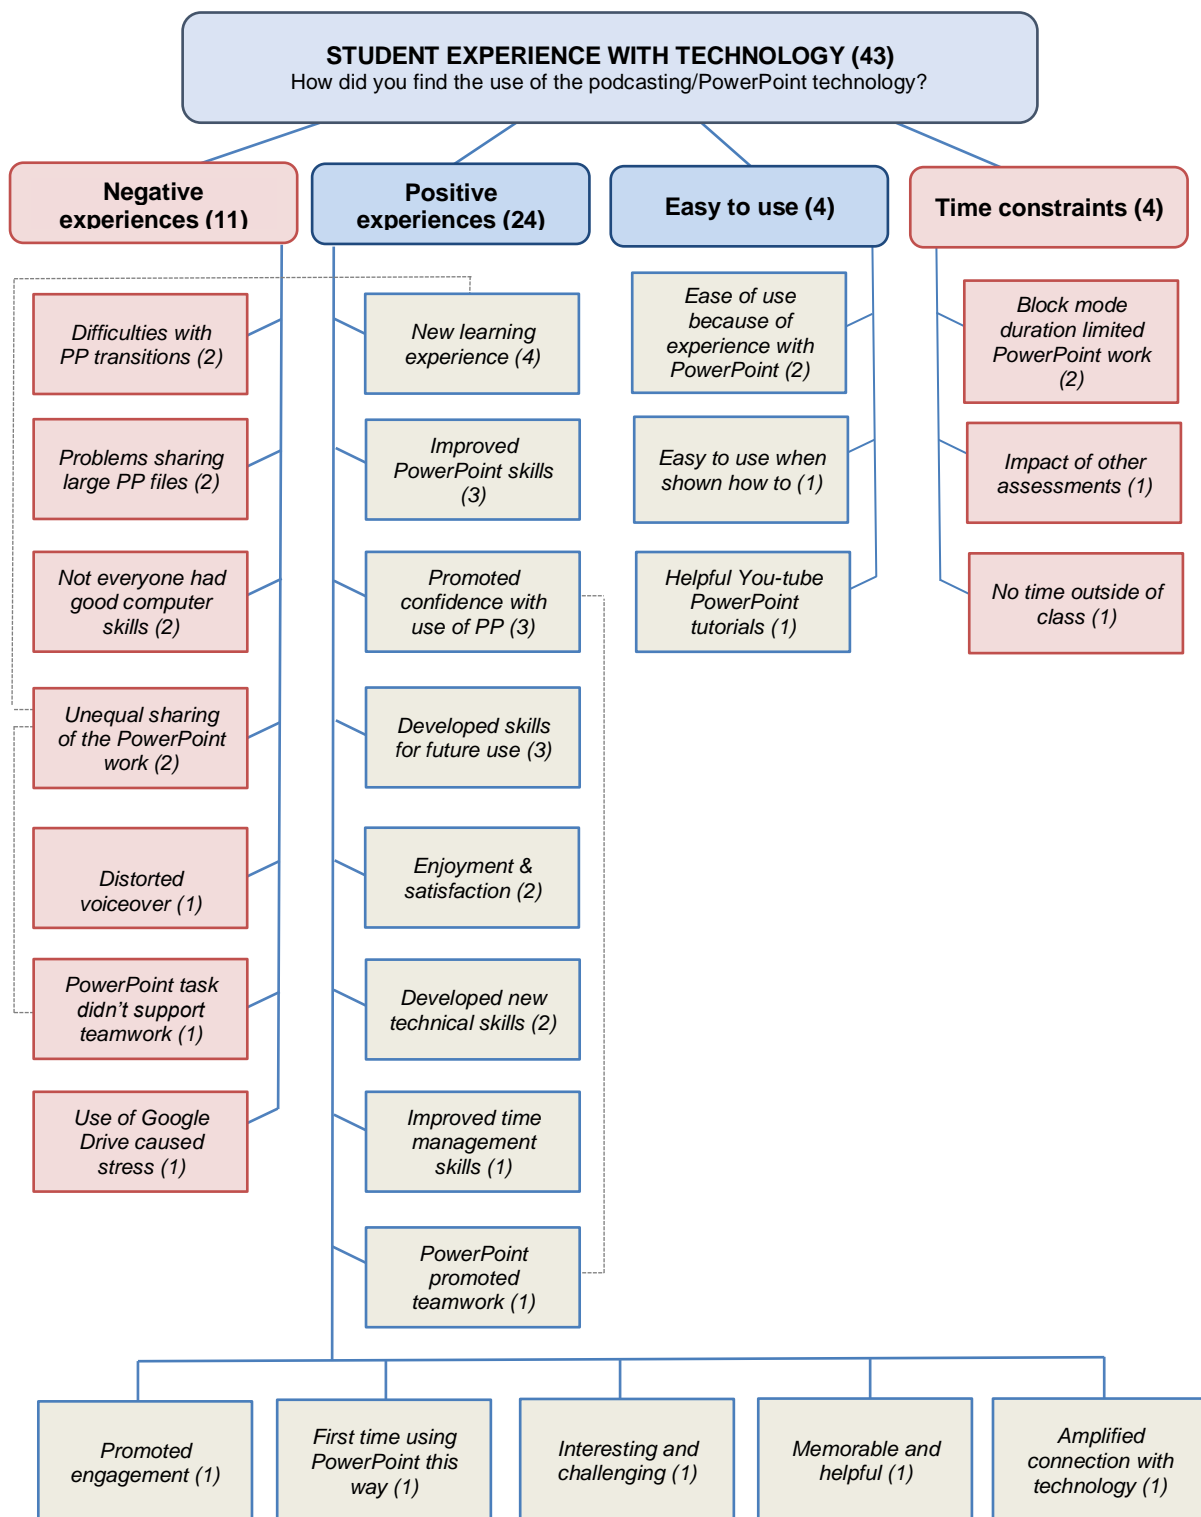 STUDENT EXPERIENCE WITH TECHNOLOGY (43)
How did you find the use of the podcasting/PowerPoint technology?
Negative
experiences (11)
Positive
experiences (24)
Easy to use (4)
Time constraints (4)
Difficulties with
PP transitions (2)
Problems sharing
large PP files (2)
Not everyone had
good computer
skills (2)
Unequal sharing
of the PowerPoint
work (2)
Distorted
voiceover (1)
PowerPoint task
didn’t support
teamwork (1)
Use of Google
Drive caused
stress (1)
New learning
experience (4)
Improved
PowerPoint skills
(3)
Promoted
confidence with
use of PP (3)
Developed skills
for future use (3)
Enjoyment &
satisfaction (2)
Developed new
technical skills (2)
Improved time
management
skills (1)
PowerPoint
promoted
teamwork (1)
Ease of use
because of
experience with
PowerPoint (2)
Easy to use when
shown how to (1)
Helpful You-tube
PowerPoint
tutorials (1)
Block mode
duration limited
PowerPoint work
(2)
Impact of other
assessments (1)
No time outside of
class (1)
Promoted
engagement (1)
First time using
PowerPoint this
way (1)
Interesting and
challenging (1)
Memorable and
helpful (1)
Amplified
connection with
technology (1)